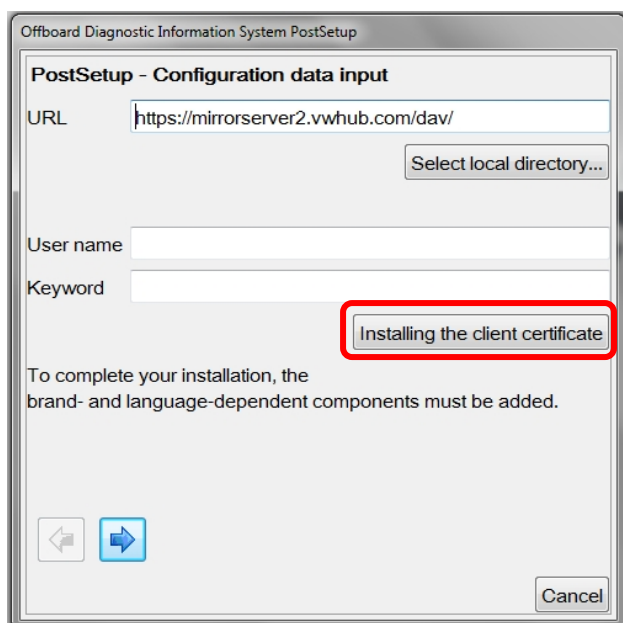 Offboard Diagnostic Information System PostSetup
PostSetup - Configuration data input
URL https://mirrorserver2.vwhub.com/dav/
Select local directory...
User name
Keyword
Installing the client certificate
To complete your installation, the
brand- and language-dependent components must be added.
Cancel